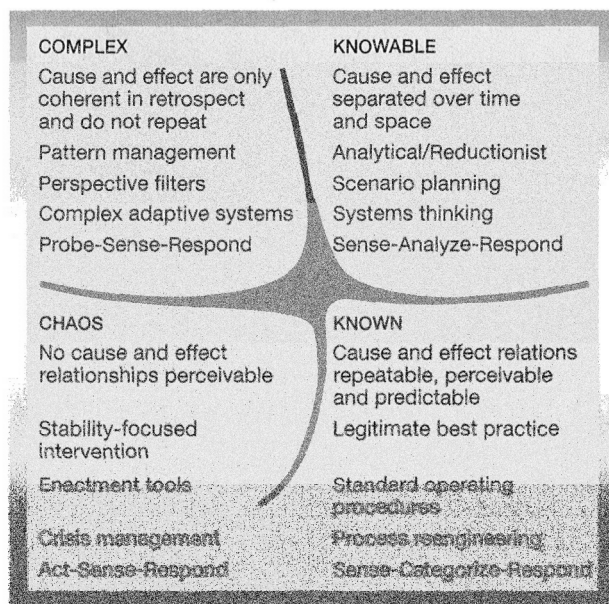 COMPLEX
Cause and effect are only
coherent in retrospect
and do not repeat
Pattern management
Perspective filters
Complex adaptive systems
Probe-Sense-Respond
KNOWABLE
Cause and effect
separated over time
and space
Analytical/Reductionist
Scenario planning
Systems thinking
Sense-Analyze-Respond
CHAOS
No cause and effect
relationships perceivable
Stability-focused
intervention
Enactment tools
Crisis management
Act-Sense-Respond
KNOWN
Cause and effect relations
repeatable, perceivable
and predictable
Legitimate best practice
Standard operating
procedures
Process reengineering
Sense-Categorize-Respond